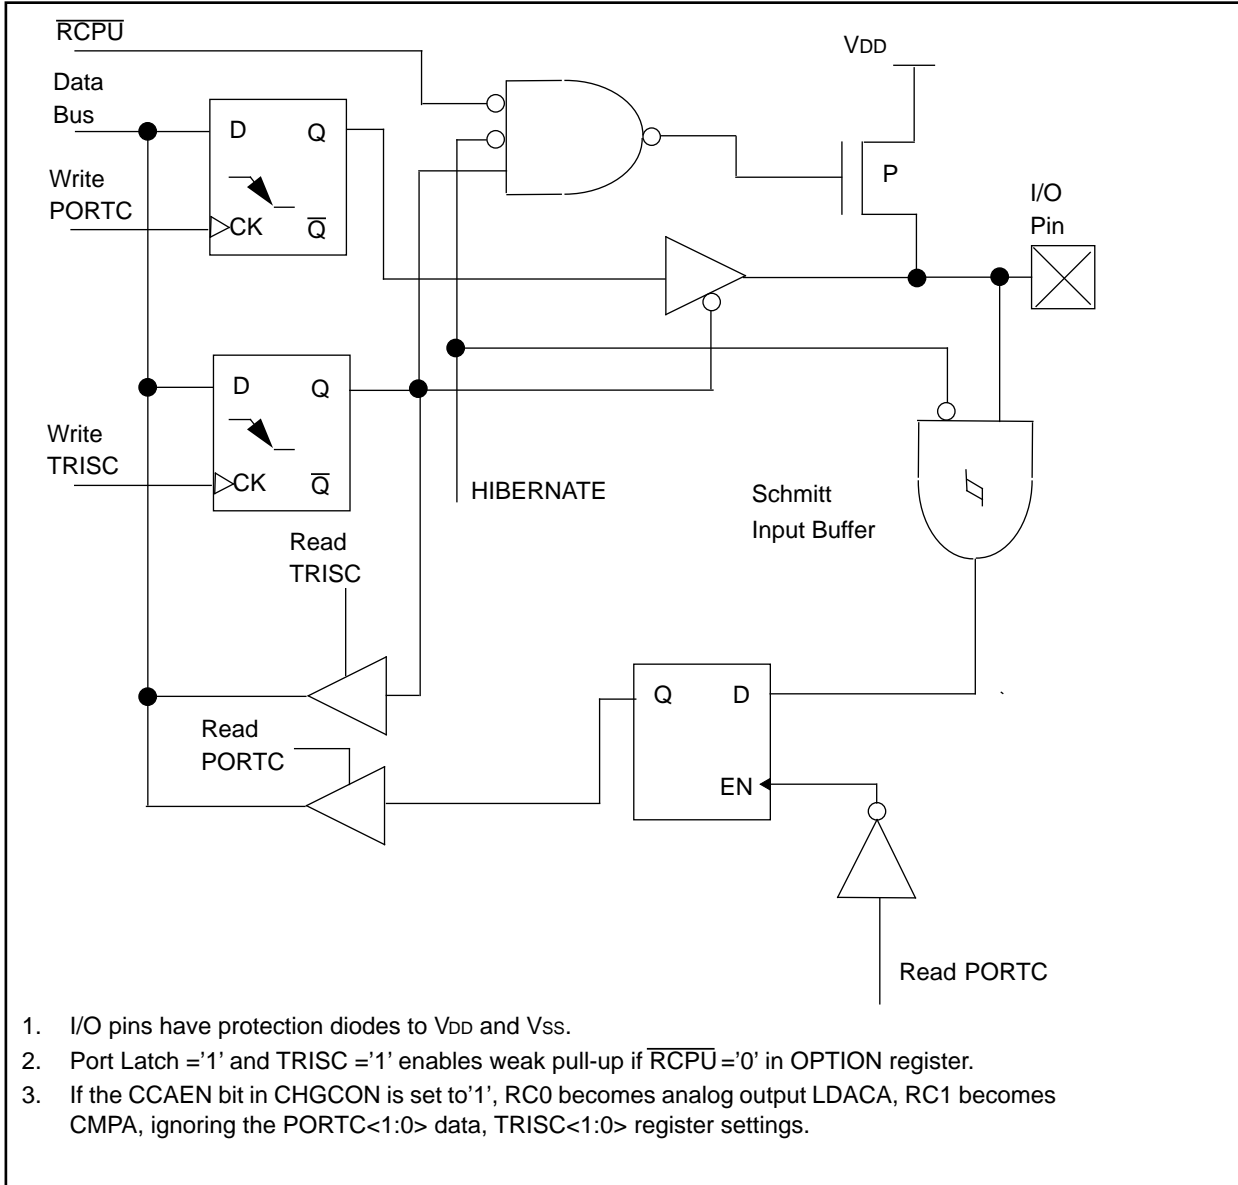 RCPU
VDD
Data
Bus
D Q
P
Write
PORTC
CK Q
I/O
Pin
D Q
Write
TRISC
CK Q
HIBERNATE
Schmitt
Input Buffer
Read
TRISC
Q D
Read
PORTC
EN
Read PORTC
1. I/O pins have protection diodes to VDD and VSS.
2. Port Latch ='1' and TRISC ='1' enables weak pull-up if RCPU ='0' in OPTION register.
3. If the CCAEN bit in CHGCON is set to'1', RC0 becomes analog output LDACA, RC1 becomes
CMPA, ignoring the PORTC<1:0> data, TRISC<1:0> register settings.